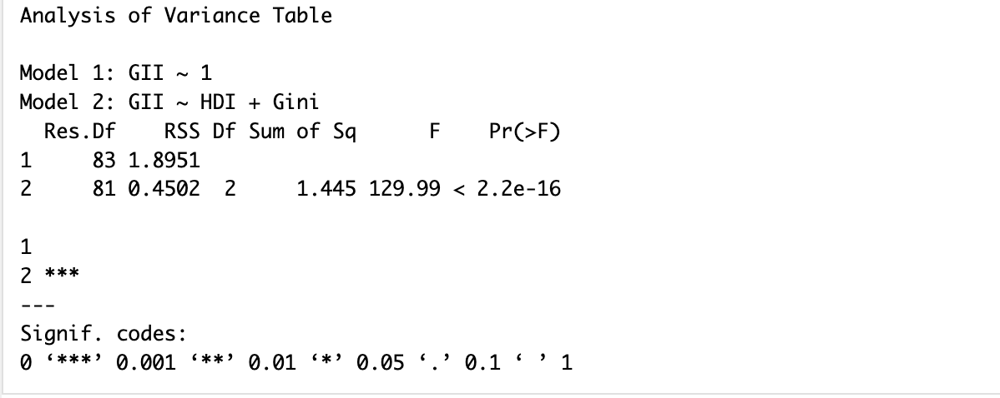 Analysis of Variance Table

Model 1: GII ~ 1
Model 2: GII ~ HDI + Gini
  Res.Df    RSS Df Sum of Sq      F    Pr(>F)
1     83 1.8951
2     81 0.4502  2     1.445 129.99 < 2.2e-16

1
2 ***
---
Signif. codes:
0 ‘***’ 0.001 ‘**’ 0.01 ‘*’ 0.05 ‘.’ 0.1 ‘ ’ 1